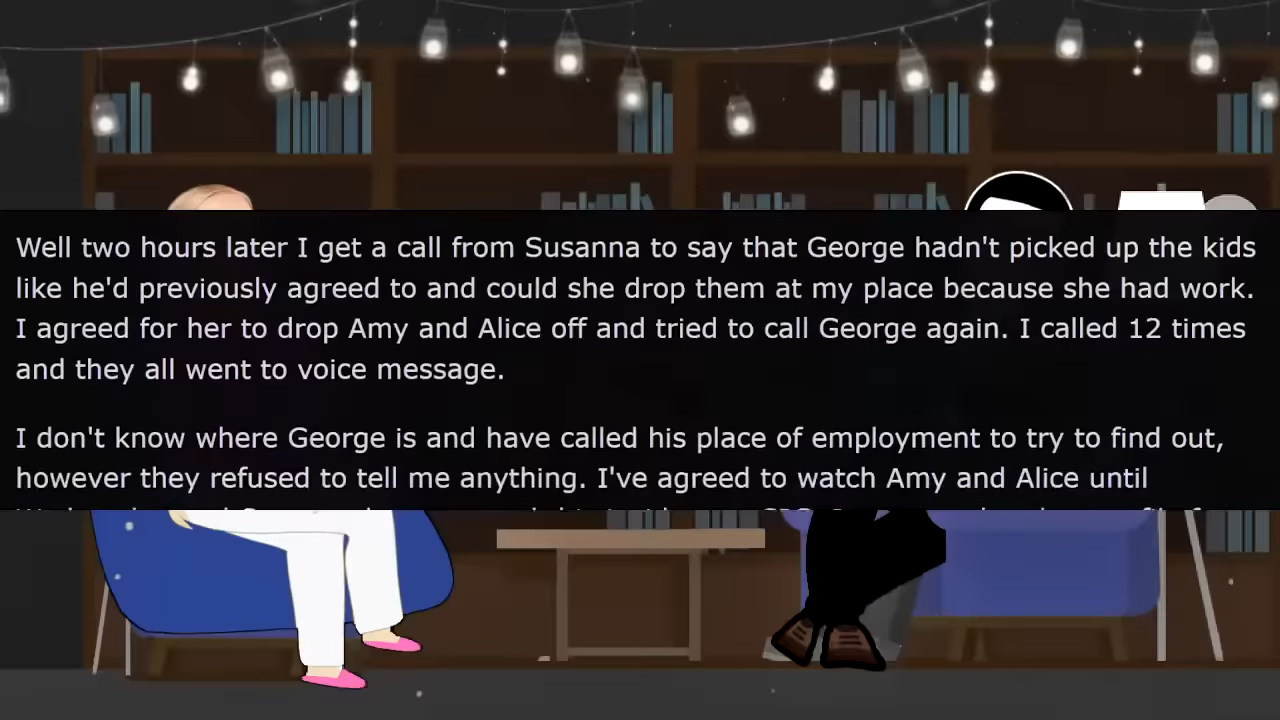 Well two hours later I get a call from Susanna to say that George hadn't picked up the kids
like he'd previously agreed to and could she drop them at my place because she had work.
I agreed for her to drop Amy and Alice off and tried to call George again. I called 12 times
and they all went to voice message.
I don't know where George is and have called his place of employment to try to find out,
however they refused to tell me anything. I've agreed to watch Amy and Alice until